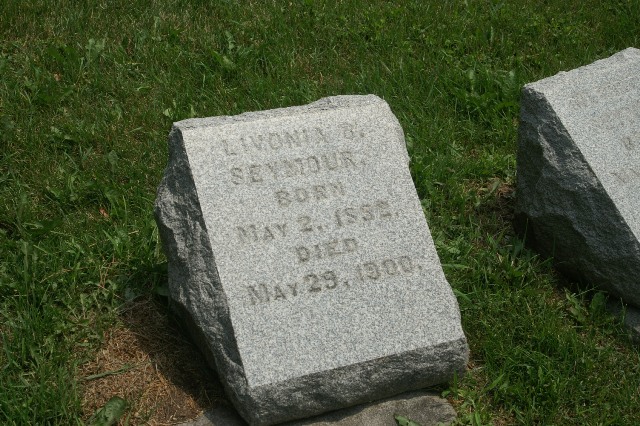 LIVONIA
SEYMOUR.
BORN
MAY 2, 1832.
DIED
MAY 29, 1900.